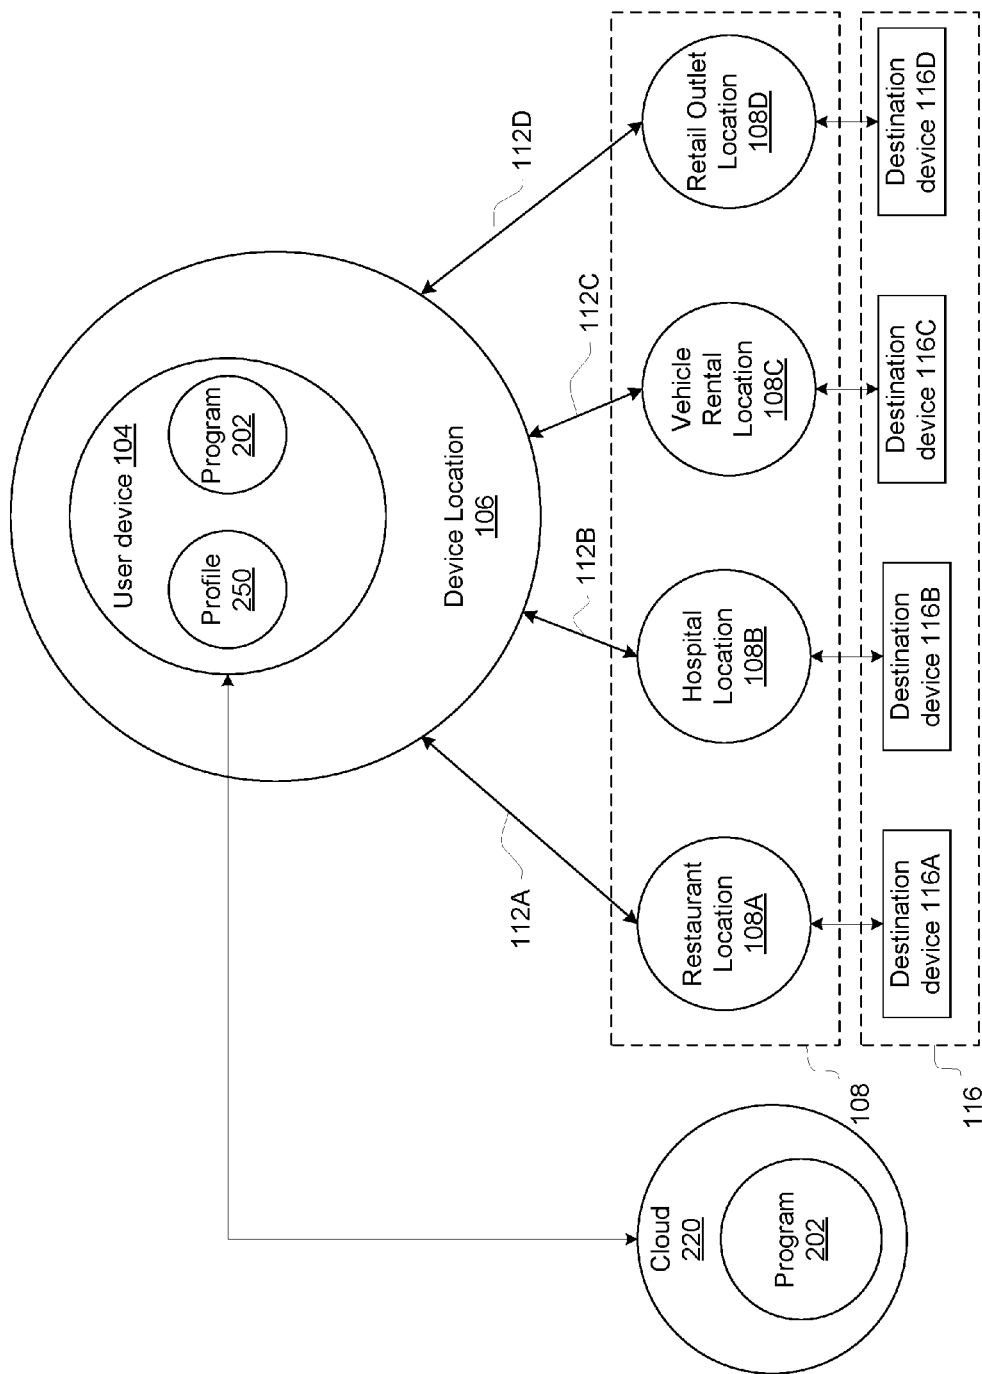 User device 104
Profile
250
Program
202
Device Location
106
112A
112B
112C
112D
Cloud
220
Program
202
Restaurant
Location
108A
Hospital
Location
108B
Vehicle
Rental
Location
108C
Retail Outlet
Location
108D
108
Destination
device 116A
Destination
device 116B
Destination
device 116C
Destination
device 116D
116